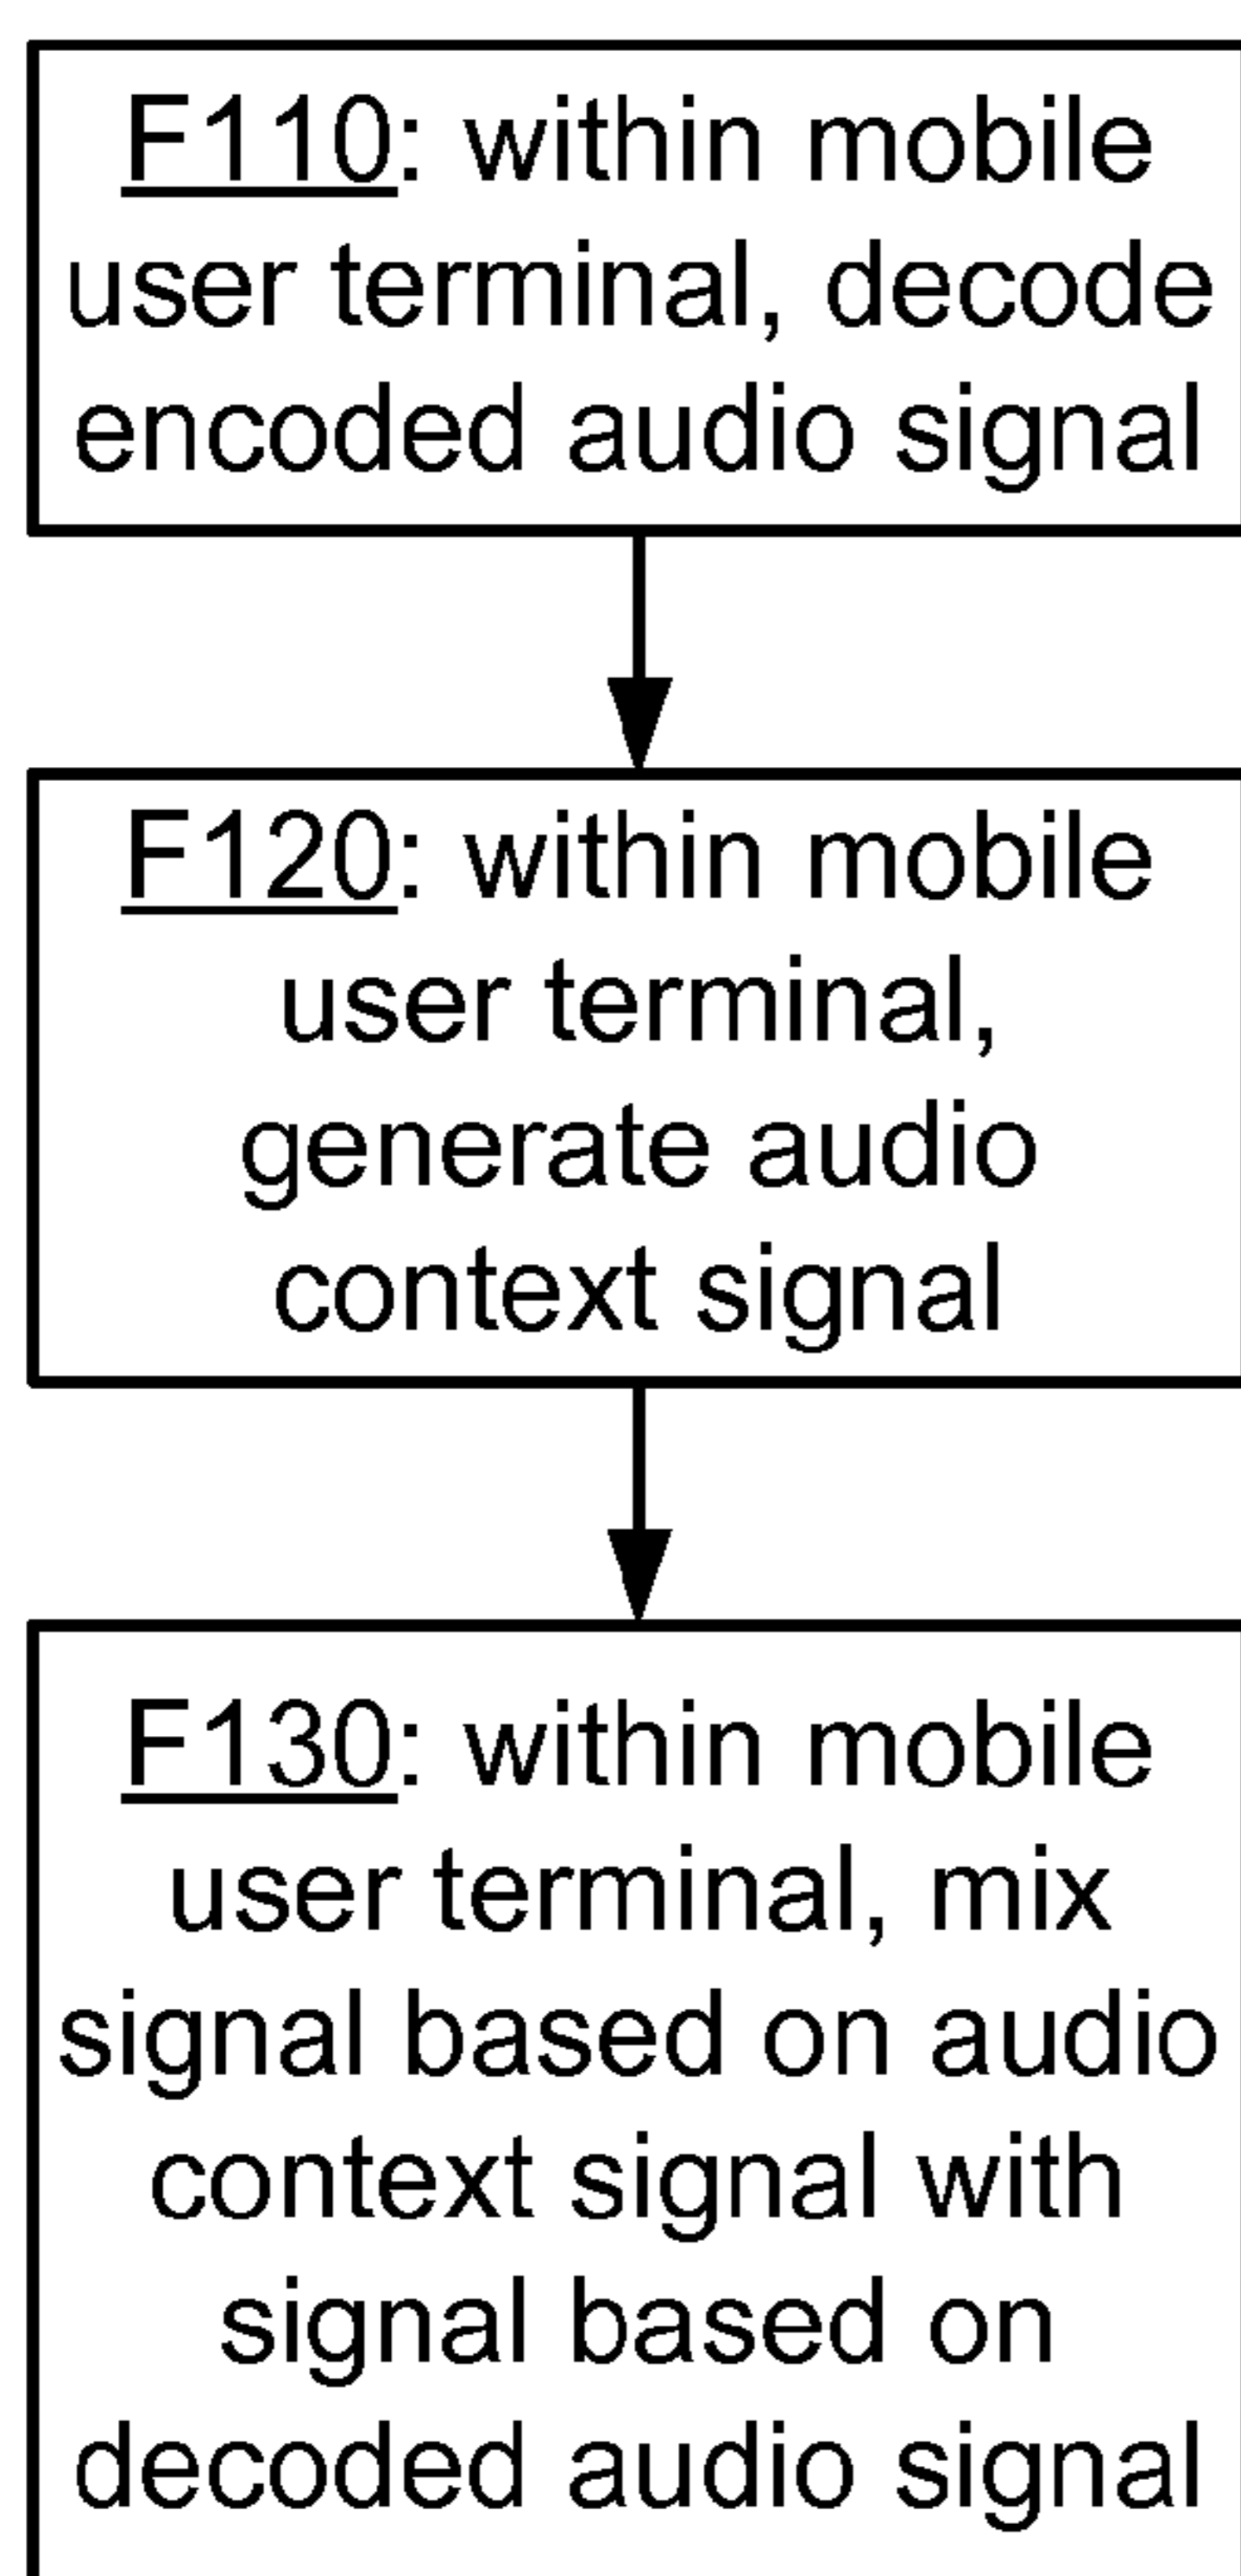 F110: within mobile
user terminal, decode
encoded audio signal
F120: within mobile
user terminal,
generate audio
context signal
F130: within mobile
user terminal, mix
signal based on audio
context signal with
signal based on
decoded audio signal